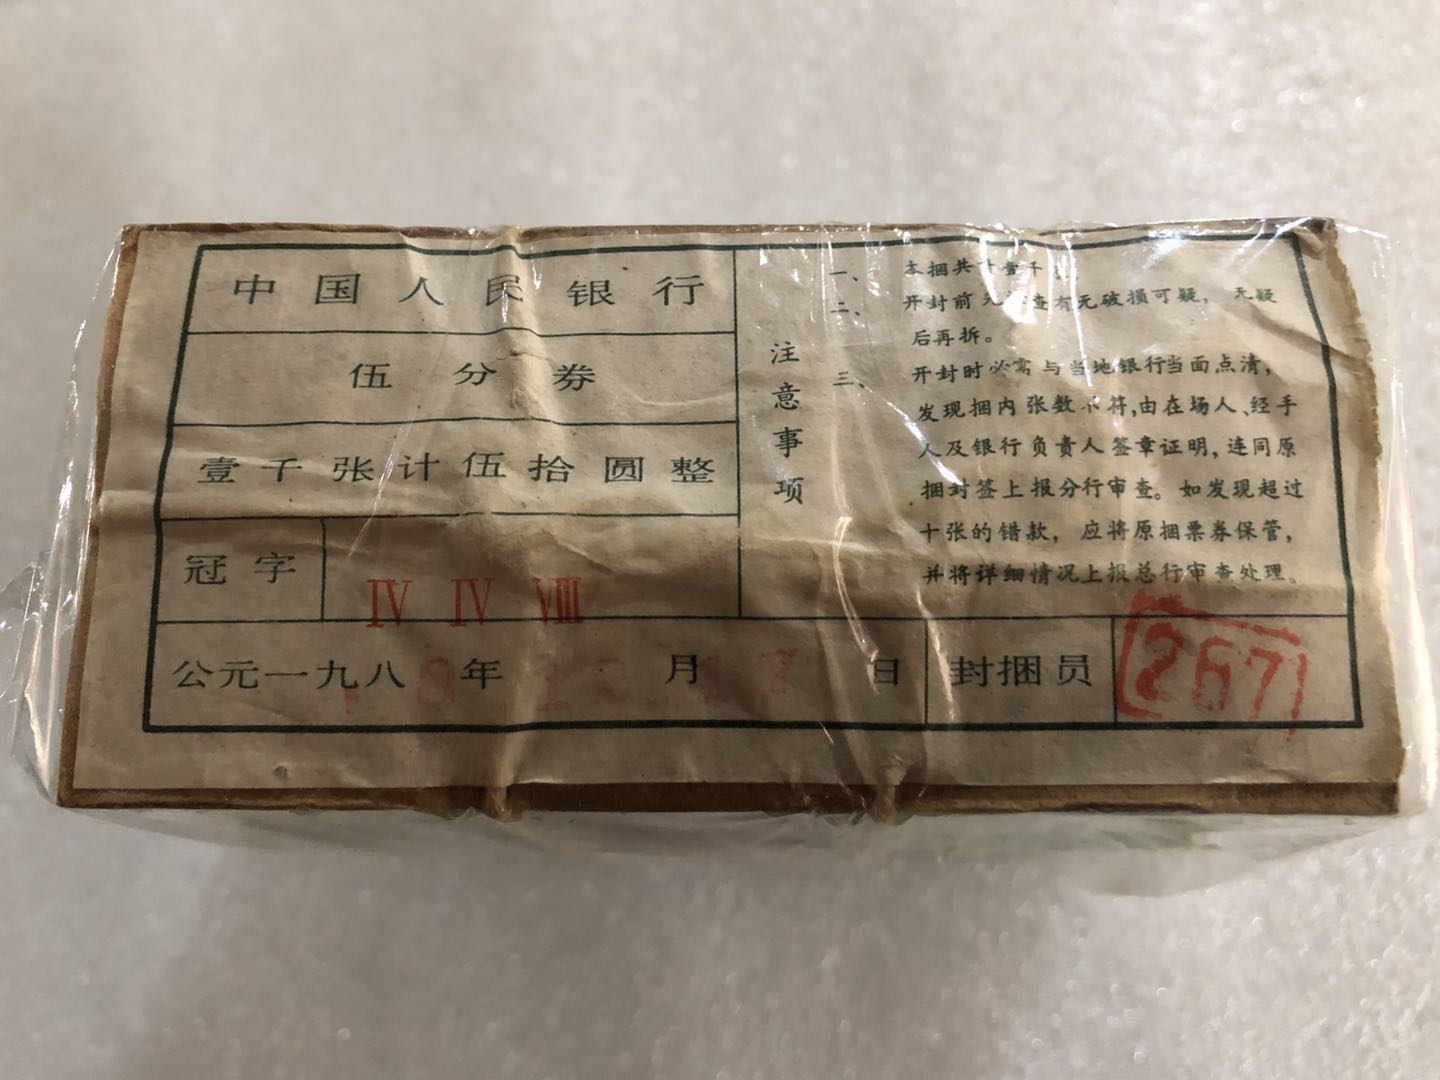 中国人民银行
伍分券
壹千张计伍拾圆整
冠字
IV IV VIII
公元一九八8年 月 日
封捆员
267
注意事项
一、本捆共计壹千
二、开封前先 查有无破损可疑，无疑
后再拆。
三、开封时必需与当地银行当面点清，
发现捆内张数不符，由在场人、经手
人及银行负责人签章证明，连同原
捆封签上报分行审查。如发现超过
十张的错款，应将原捆票券保管，
并将详细情况上报总行审查处理。